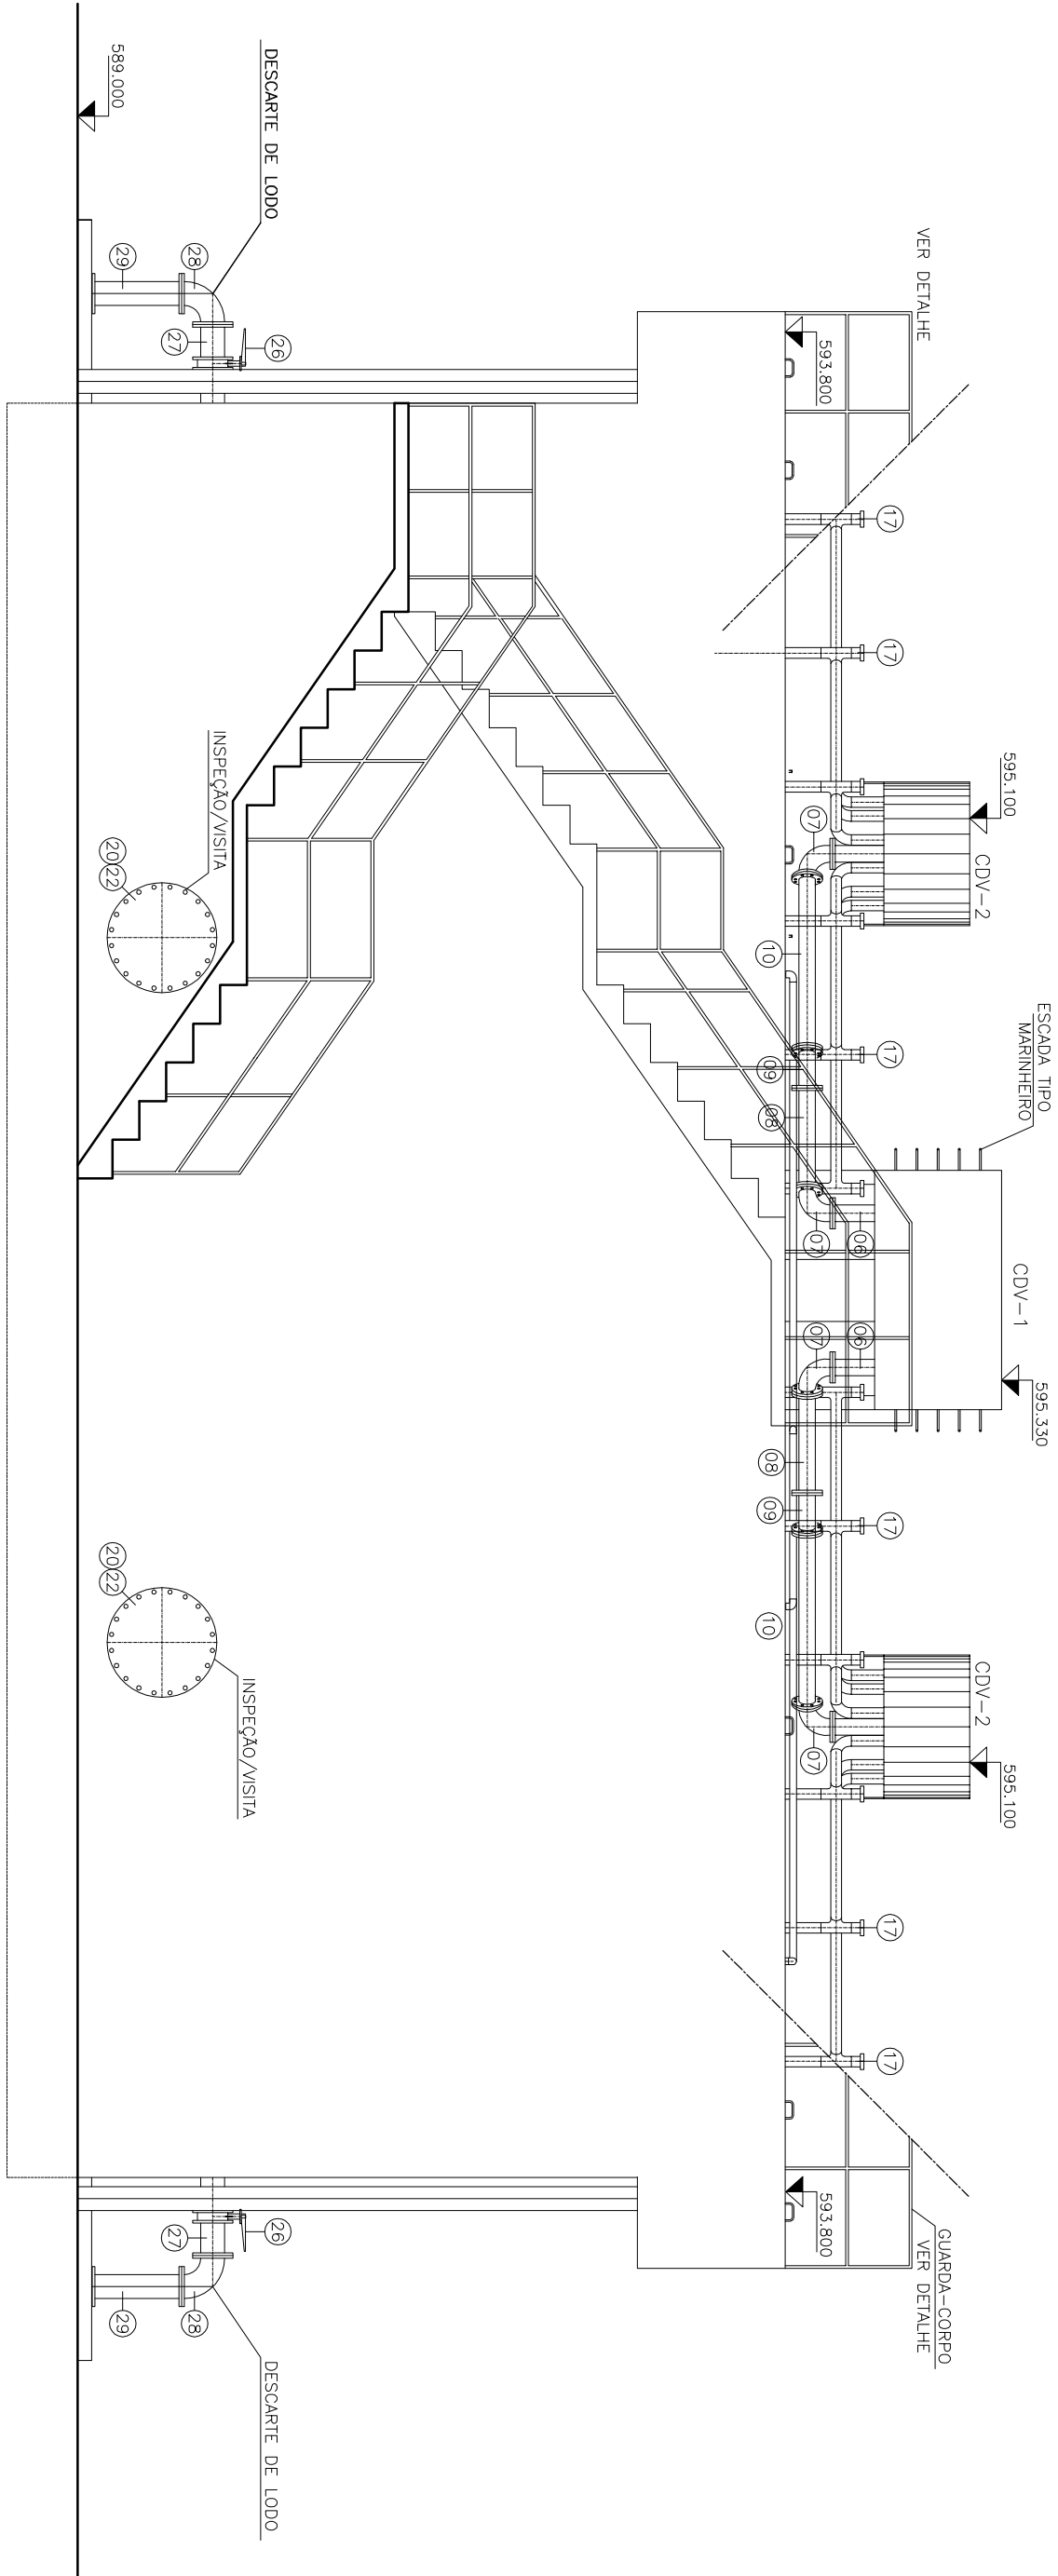 ESCADA TIPO
MARINHEIRO
595.330
CDV-1
595.100
CDV-2
595.100
CDV-2
VER DETALHE
GUARDA-CORPO
VER DETALHE
17
17
17
17
17
17
06
06
593.800
07
07
07
07
593.800
10
09
08
08
09
10
DESCARTE DE LODO
26
28
27
29
589.000
INSPEÇÃO/VISITA
20 22
INSPEÇÃO/VISITA
20 22
26
27
28
29
DESCARTE DE LODO